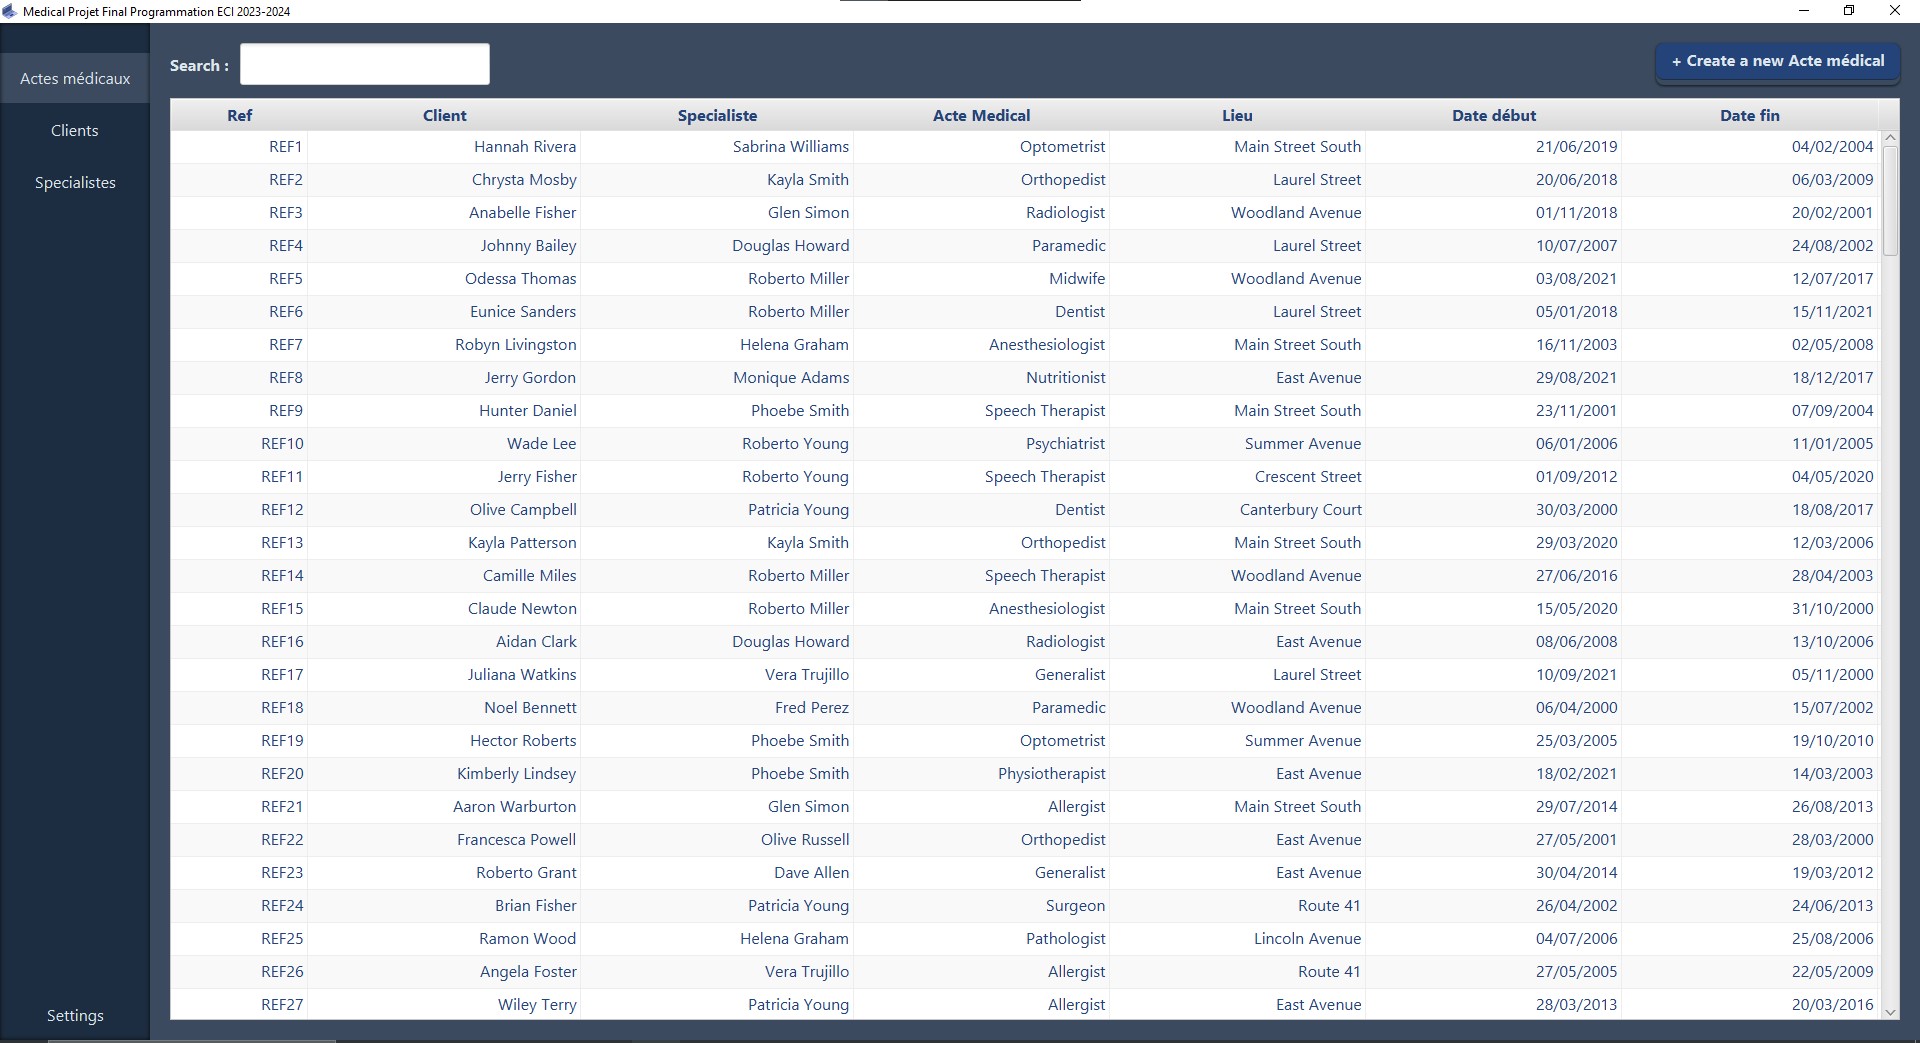 Medical Projet Final Programmation ECI 2023-2024
Search :
+ Create a new Acte médical
Actes médicaux
Clients
Specialistes
Settings
Ref Client Specialiste Acte Medical Lieu Date début Date fin
REF1 Hannah Rivera Sabrina Williams Optometrist Main Street South 21/06/2019 04/02/2004
REF2 Chrysta Mosby Kayla Smith Orthopedist Laurel Street 20/06/2018 06/03/2009
REF3 Anabelle Fisher Glen Simon Radiologist Woodland Avenue 01/11/2018 20/02/2001
REF4 Johnny Bailey Douglas Howard Paramedic Laurel Street 10/07/2007 24/08/2002
REF5 Odessa Thomas Roberto Miller Midwife Woodland Avenue 03/08/2021 12/07/2017
REF6 Eunice Sanders Roberto Miller Dentist Laurel Street 05/01/2018 15/11/2021
REF7 Robyn Livingston Helena Graham Anesthesiologist Main Street South 16/11/2003 02/05/2008
REF8 Jerry Gordon Monique Adams Nutritionist East Avenue 29/08/2021 18/12/2017
REF9 Hunter Daniel Phoebe Smith Speech Therapist Main Street South 23/11/2001 07/09/2004
REF10 Wade Lee Roberto Young Psychiatrist Summer Avenue 06/01/2006 11/01/2005
REF11 Jerry Fisher Roberto Young Speech Therapist Crescent Street 01/09/2012 04/05/2020
REF12 Olive Campbell Patricia Young Dentist Canterbury Court 30/03/2000 18/08/2017
REF13 Kayla Patterson Kayla Smith Orthopedist Main Street South 29/03/2020 12/03/2006
REF14 Camille Miles Roberto Miller Speech Therapist Woodland Avenue 27/06/2016 28/04/2003
REF15 Claude Newton Roberto Miller Anesthesiologist Main Street South 15/05/2020 31/10/2000
REF16 Aidan Clark Douglas Howard Radiologist East Avenue 08/06/2008 13/10/2006
REF17 Juliana Watkins Vera Trujillo Generalist Laurel Street 10/09/2021 05/11/2000
REF18 Noel Bennett Fred Perez Paramedic Woodland Avenue 06/04/2000 15/07/2002
REF19 Hector Roberts Phoebe Smith Optometrist Summer Avenue 25/03/2005 19/10/2010
REF20 Kimberly Lindsey Phoebe Smith Physiotherapist East Avenue 18/02/2021 14/03/2003
REF21 Aaron Warburton Glen Simon Allergist Main Street South 29/07/2014 26/08/2013
REF22 Francesca Powell Olive Russell Orthopedist East Avenue 27/05/2001 28/03/2000
REF23 Roberto Grant Dave Allen Generalist East Avenue 30/04/2014 19/03/2012
REF24 Brian Fisher Patricia Young Surgeon Route 41 26/04/2002 24/06/2013
REF25 Ramon Wood Helena Graham Pathologist Lincoln Avenue 04/07/2006 25/08/2006
REF26 Angela Foster Vera Trujillo Allergist Route 41 27/05/2005 22/05/2009
REF27 Wiley Terry Patricia Young Allergist East Avenue 28/03/2013 20/03/2016